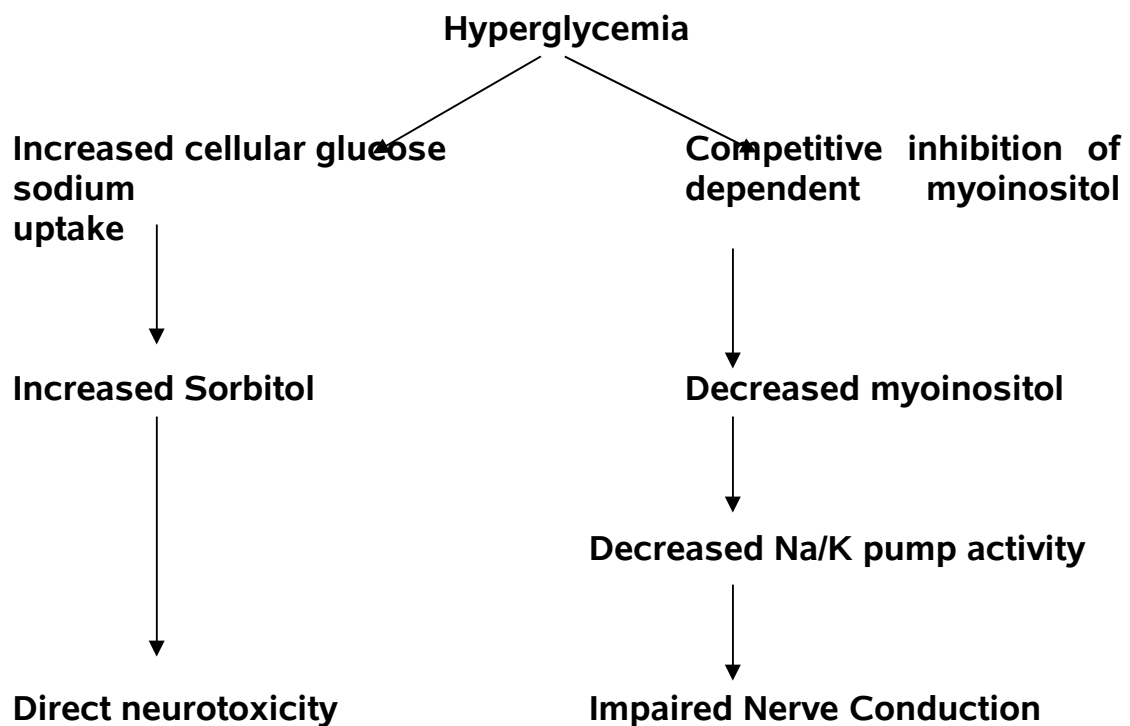 Hyperglycemia
Increased cellular glucose
sodium
uptake
Competitive inhibition of
dependent myoinositol
Increased Sorbitol
Decreased myoinositol
Decreased Na/K pump activity
Direct neurotoxicity
Impaired Nerve Conduction